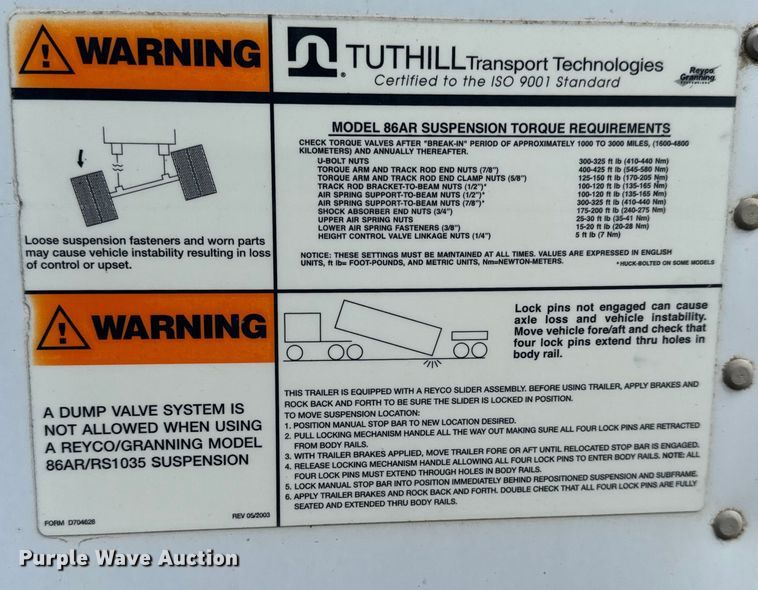 WARNING
TUTHILL Transport Technologies
Certified to the ISO 9001 Standard
Reyco
Granning
Loose suspension fasteners and worn parts
may cause vehicle instability resulting in loss
of control or upset.
MODEL 86AR SUSPENSION TORQUE REQUIREMENTS
CHECK TORQUE VALVES AFTER "BREAK-IN" PERIOD OF APPROXIMATELY 1000 TO 3000 MILES, (1600-4800
KILOMETERS) AND ANNUALLY THEREAFTER.
U-BOLT NUTS 300-325 ft lb (410-440 Nm)
TORQUE ARM AND TRACK ROD END NUTS (7/8") 400-425 ft lb (545-580 Nm)
TORQUE ARM AND TRACK ROD END CLAMP NUTS (5/8") 125-150 ft lb (170-205 Nm)
TRACK ROD BRACKET-TO-BEAM NUTS (1/2")* 100-120 ft lb (135-165 Nm)
AIR SPRING SUPPORT-TO-BEAM NUTS (1/2")* 100-120 ft lb (135-165 Nm)
AIR SPRING SUPPORT-TO-BEAM NUTS (7/8")* 300-325 ft lb (410-440 Nm)
SHOCK ABSORBER END NUTS (3/4") 175-200 ft lb (240-275 Nm)
UPPER AIR SPRING NUTS 25-30 ft lb (35-41 Nm)
LOWER AIR SPRING FASTENERS (3/8") 15-20 ft lb (20-28 Nm)
HEIGHT CONTROL VALVE LINKAGE NUTS (1/4") 5 ft lb (7 Nm)
NOTICE: THESE SETTINGS MUST BE MAINTAINED AT ALL TIMES. VALUES ARE EXPRESSED IN ENGLISH
UNITS, ft lb= FOOT-POUNDS, AND METRIC UNITS, Nm=NEWTON-METERS.
*HUCK-BOLTED ON SOME MODELS
WARNING
A DUMP VALVE SYSTEM IS
NOT ALLOWED WHEN USING
A REYCO/GRANNING MODEL
86AR/RS1035 SUSPENSION
FORM D704628 REV 05/2003
Lock pins not engaged can cause
axle loss and vehicle instability.
Move vehicle fore/aft and check that
four lock pins extend thru holes in
body rail.
THIS TRAILER IS EQUIPPED WITH A REYCO SLIDER ASSEMBLY. BEFORE USING TRAILER, APPLY BRAKES AND
ROCK BACK AND FORTH TO BE SURE THE SLIDER IS LOCKED IN POSITION.
TO MOVE SUSPENSION LOCATION:
1. POSITION MANUAL STOP BAR TO NEW LOCATION DESIRED.
2. PULL LOCKING MECHANISM HANDLE ALL THE WAY OUT MAKING SURE ALL FOUR LOCK PINS ARE RETRACTED
FROM BODY RAILS.
3. WITH TRAILER BRAKES APPLIED, MOVE TRAILER FORE OR AFT UNTIL RELOCATED STOP BAR IS ENGAGED.
4. RELEASE LOCKING MECHANISM HANDLE ALLOWING ALL FOUR LOCK PINS TO ENTER BODY RAILS. NOTE: ALL
FOUR LOCK PINS MUST EXTEND THROUGH HOLES IN BODY RAILS.
5. LOCK MANUAL STOP BAR INTO POSITION IMMEDIATELY BEHIND REPOSITIONED SUSPENSION AND SUBFRAME.
6. APPLY TRAILER BRAKES AND ROCK BACK AND FORTH. DOUBLE CHECK THAT ALL FOUR LOCK PINS ARE FULLY
SEATED AND EXTENDED THRU BODY RAILS.
Purple Wave Auction